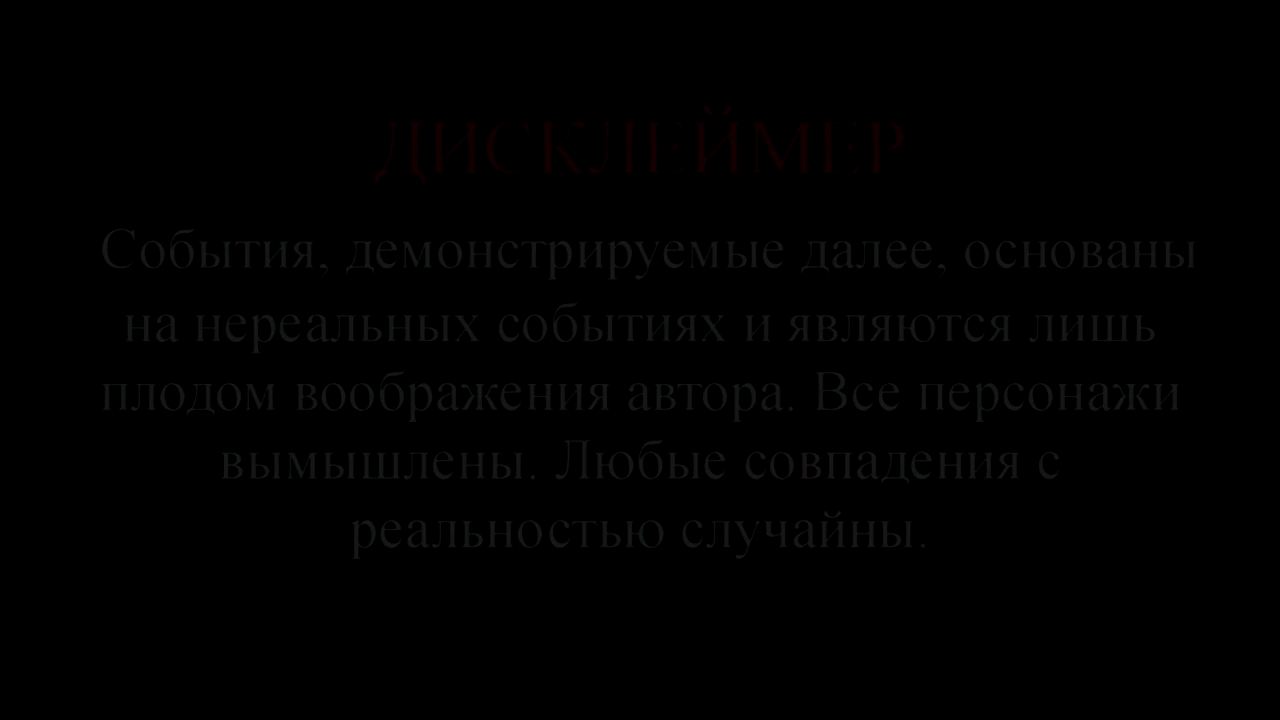 ДИСКЛЕЙМЕР
События, демонстрируемые далее, основаны
на нереальных событиях и являются лишь
плодом воображения автора. Все персонажи
вымышлены. Любые совпадения с
реальностью случайны.